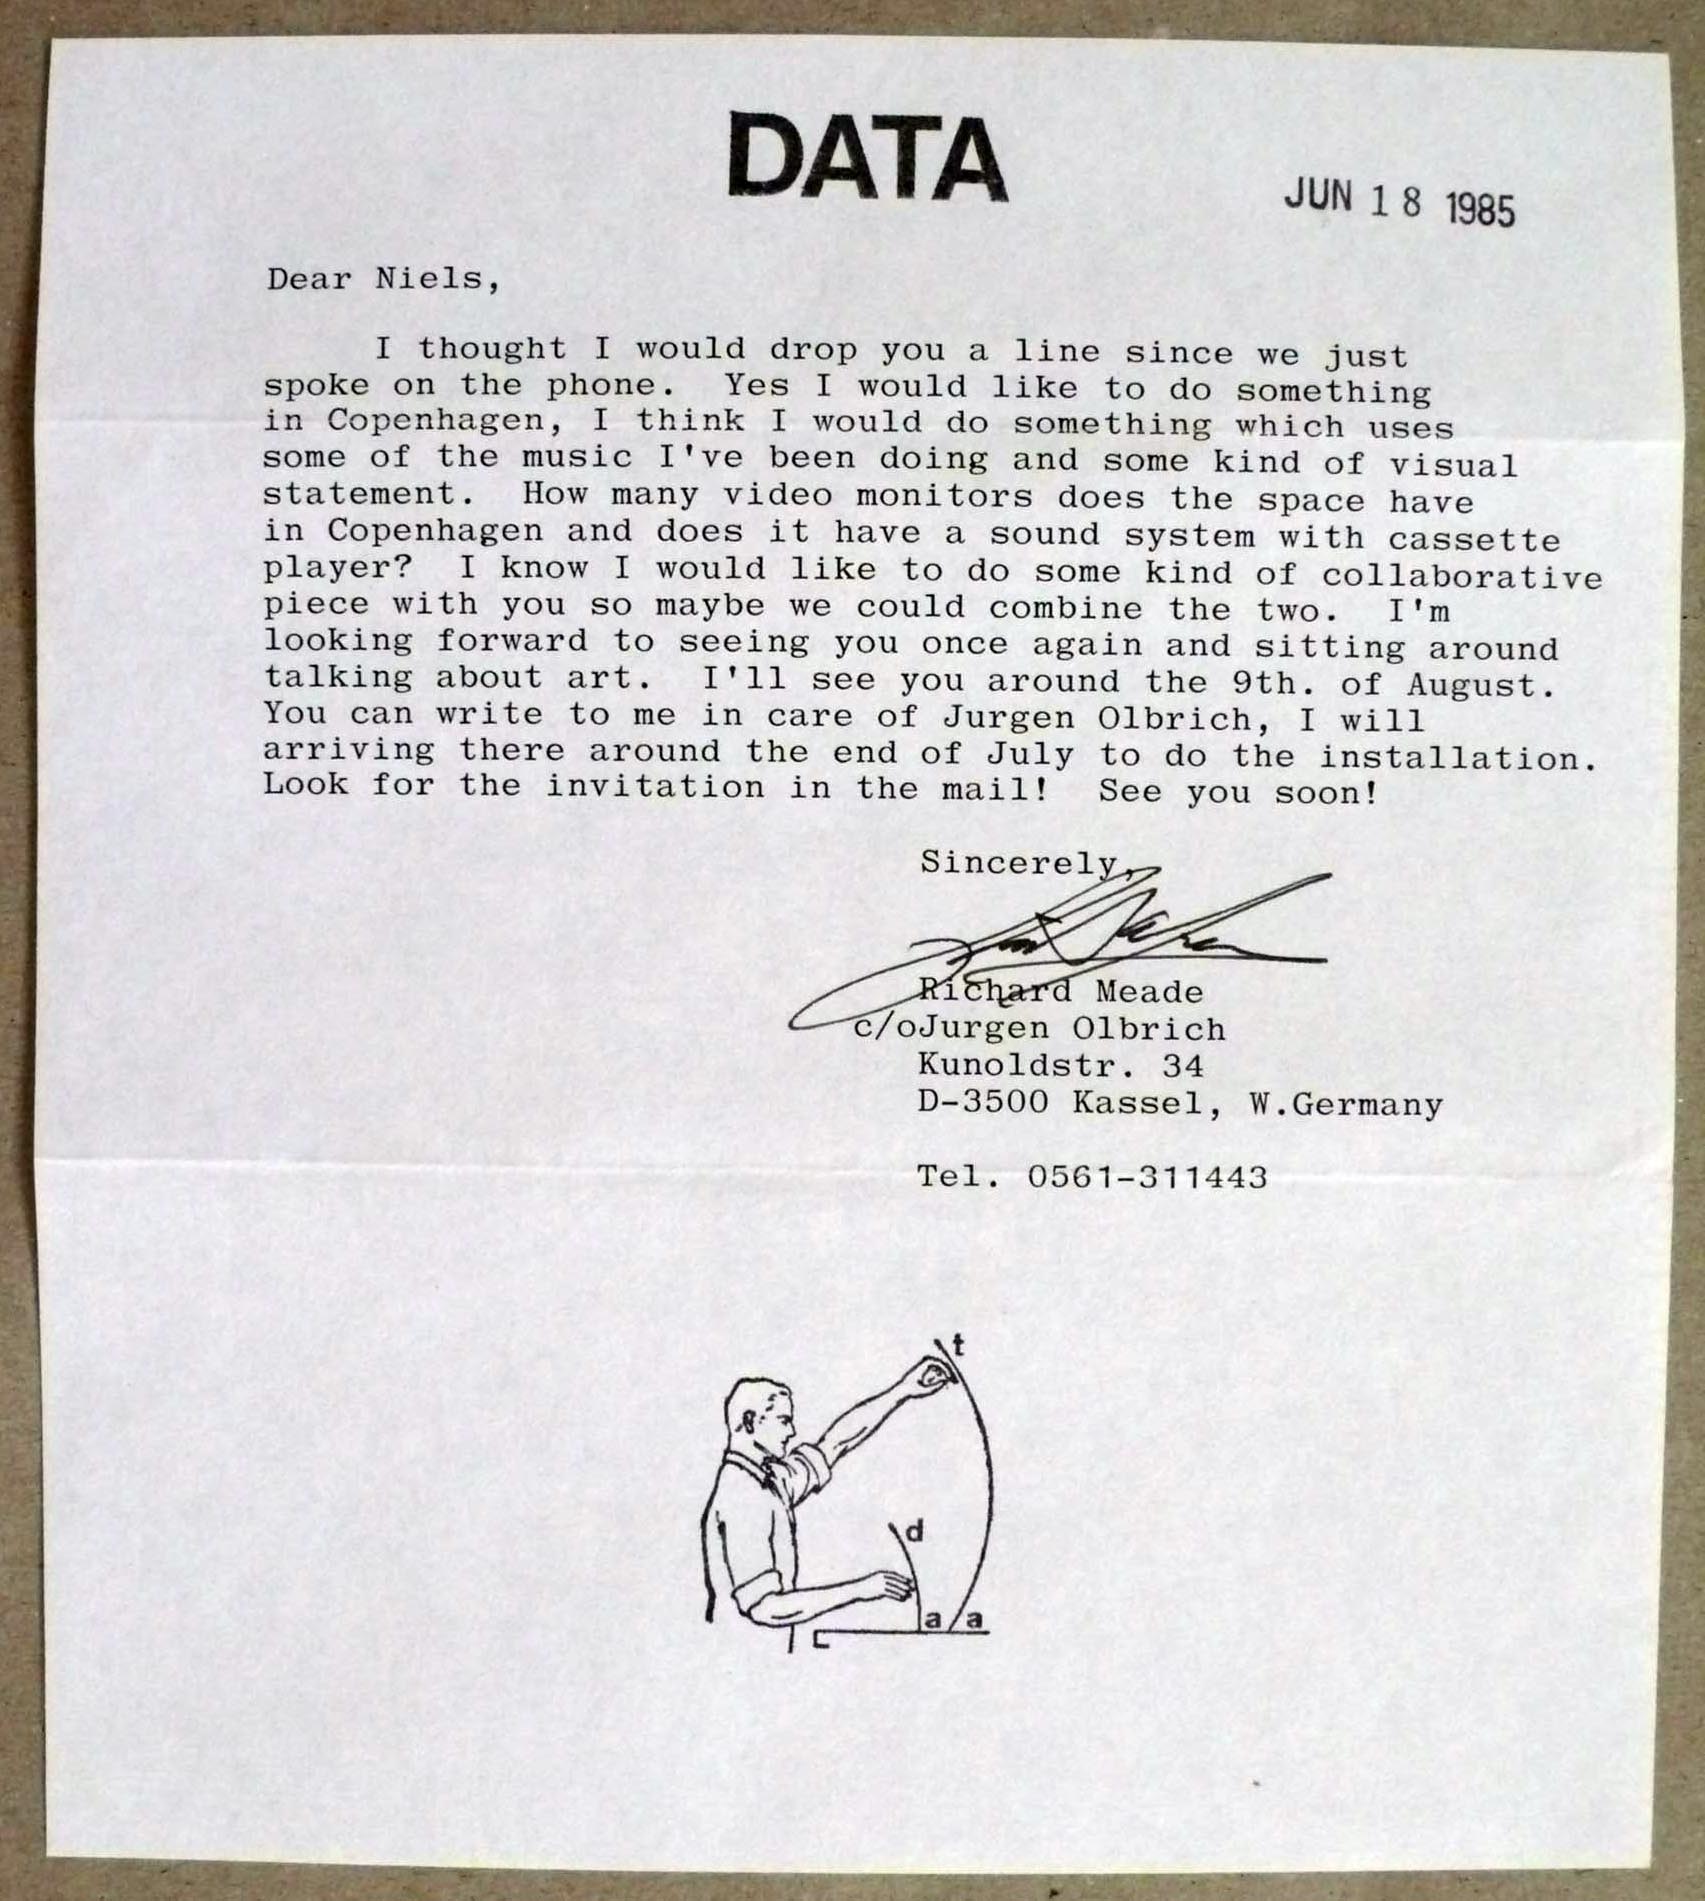 DATA
JUN 18 1985
Dear Niels,
I thought I would drop you a line since we just
spoke on the phone.  Yes I would like to do something
in Copenhagen, I think I would do something which uses
some of the music I've been doing and some kind of visual
statement.  How many video monitors does the space have
in Copenhagen and does it have a sound system with cassette
player?  I know I would like to do some kind of collaborative
piece with you so maybe we could combine the two.  I'm
looking forward to seeing you once again and sitting around
talking about art.  I'll see you around the 9th. of August.
You can write to me in care of Jurgen Olbrich, I will
arriving there around the end of July to do the installation.
Look for the invitation in the mail!  See you soon!
Sincerely,
Richard Meade
c/oJurgen Olbrich
Kunoldstr. 34
D-3500 Kassel, W.Germany
Tel. 0561-311443
t
d
a a